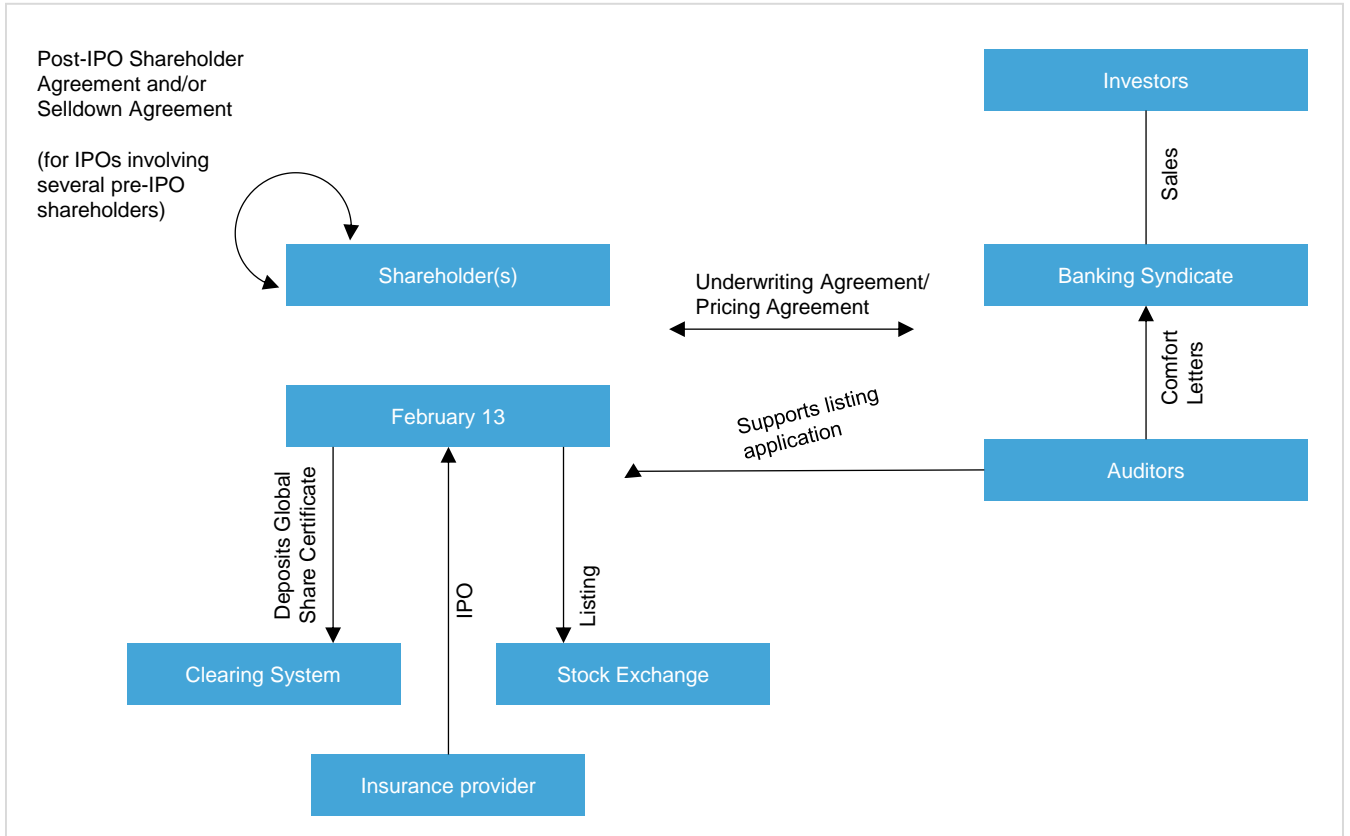 Post-IPO Shareholder
Agreement and/or
Selldown Agreement
(for IPOs involving
several pre-IPO
shareholders)
Investors
Sales
Shareholder(s)
Underwriting Agreement/
Pricing Agreement
Banking Syndicate
Comfort
Letters
February 13
Supports listing
application
Auditors
Deposits Global
Share Certificate
IPO
Listing
Clearing System
Stock Exchange
Insurance provider